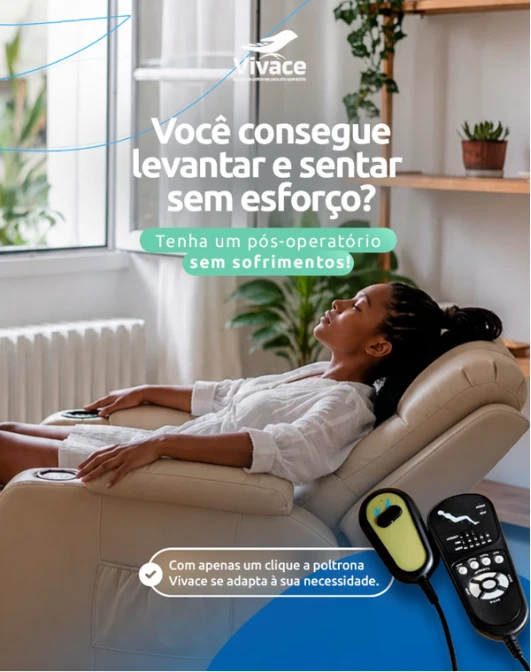 Vivace
Você consegue
levantar e sentar
sem esforço?
Tenha um pós-operatório
sem sofrimentos!
Com apenas um clique a poltrona
Vivace se adapta à sua necessidade.